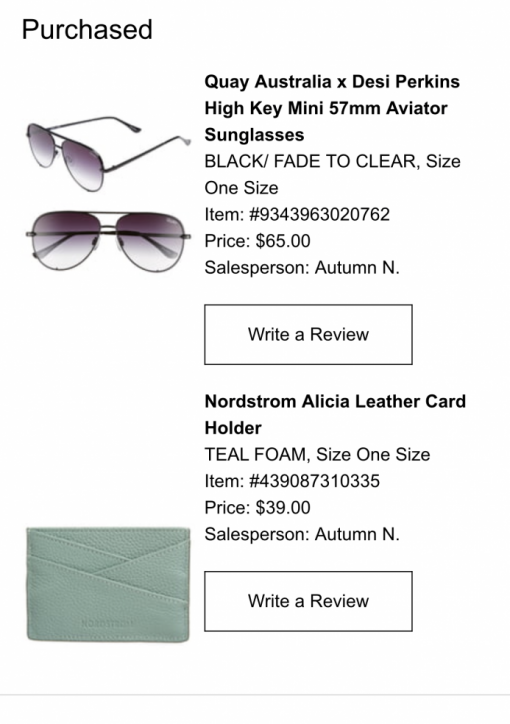 Purchased
Quay Australia x Desi Perkins
High Key Mini 57mm Aviator
Sunglasses
BLACK/ FADE TO CLEAR, Size
One Size
Item: #9343963020762
Price: $65.00
Salesperson: Autumn N.
Write a Review
Nordstrom Alicia Leather Card
Holder
TEAL FOAM, Size One Size
Item: #439087310335
Price: $39.00
Salesperson: Autumn N.
Write a Review
NORDSTROM